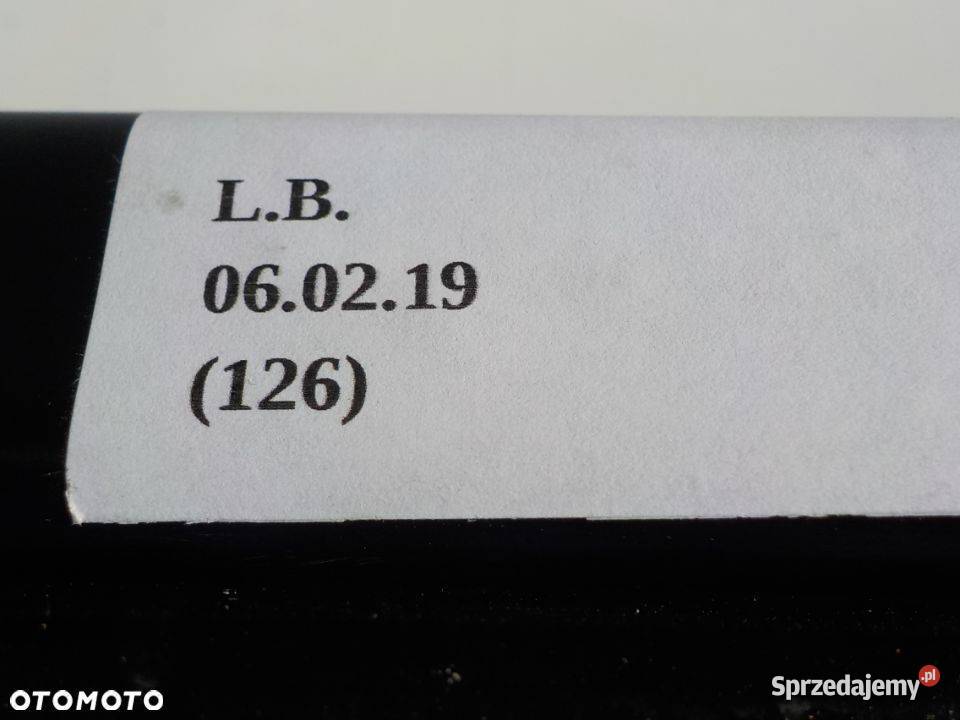 L.B.
06.02.19
(126)
OTOMOTO
Sprzedajemy.pl